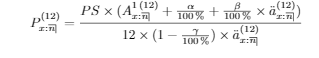 P^{(12)}_{x:\overline{n}|} = \frac{PS \times (A^{1\,(12)}_{x:\overline{n}|} + \frac{\alpha}{100\,\%} + \frac{\beta}{100\,\%} \times \ddot{a}^{(12)}_{x:\overline{n}|})}{12 \times (1 - \frac{\gamma}{100\,\%}) \times \ddot{a}^{(12)}_{x:\overline{n}|}}